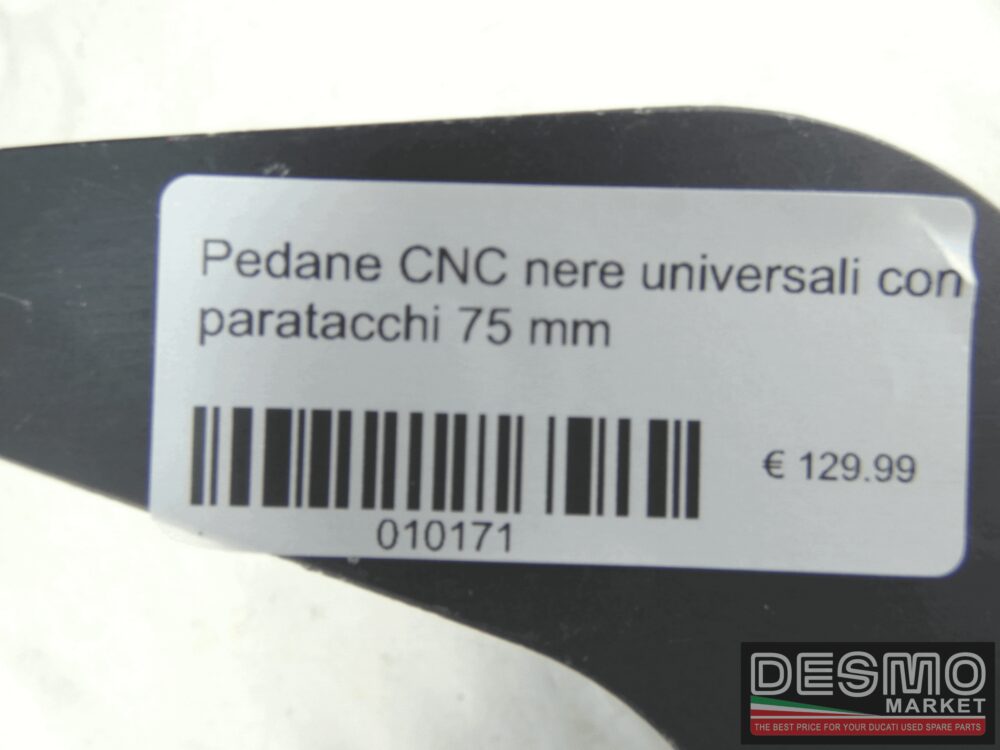 Pedane CNC nere universali con
paratacchi 75 mm
€ 129.99
010171
DESMO
MARKET
THE BEST PRICE FOR YOUR DUCATI USED SPARE PARTS